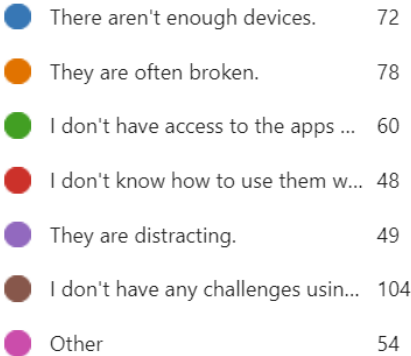 There aren't enough devices. 72
They are often broken. 78
I don't have access to the apps ... 60
I don't know how to use them w... 48
They are distracting. 49
I don't have any challenges usin... 104
Other 54